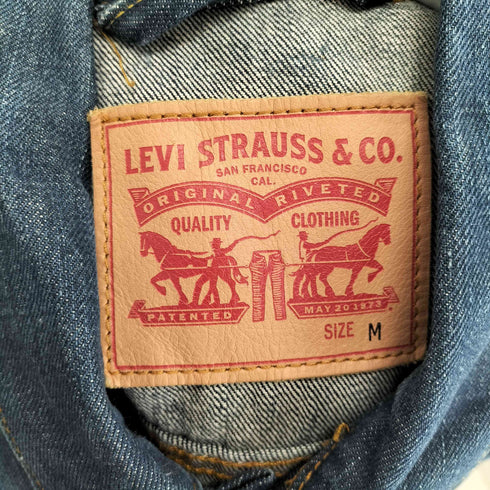 LEVI STRAUSS & CO.
SAN FRANCISCO
CAL.
ORIGINAL RIVETED
QUALITY CLOTHING
PATENTED MAY 20 1873
SIZE M